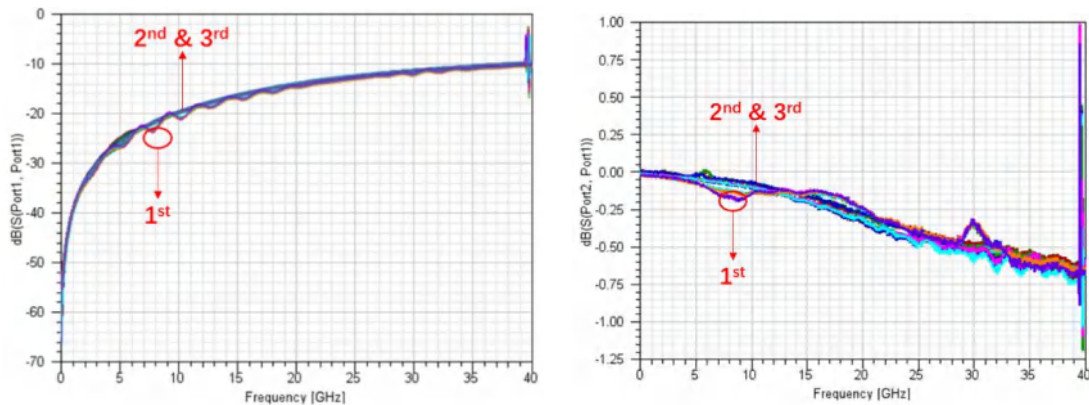 0
-10
-20
-30
-40
-50
-60
-70
dB(S(Port1, Port1))
2nd & 3rd
1st
0 5 10 15 20 25 30 35 40
Frequency [GHz]
1.00
0.75
0.50
0.25
0.00
-0.25
-0.50
-0.75
-1.00
-1.25
dB(S(Port2, Port1))
2nd & 3rd
1st
0 5 10 15 20 25 30 35 40
Frequency [GHz]